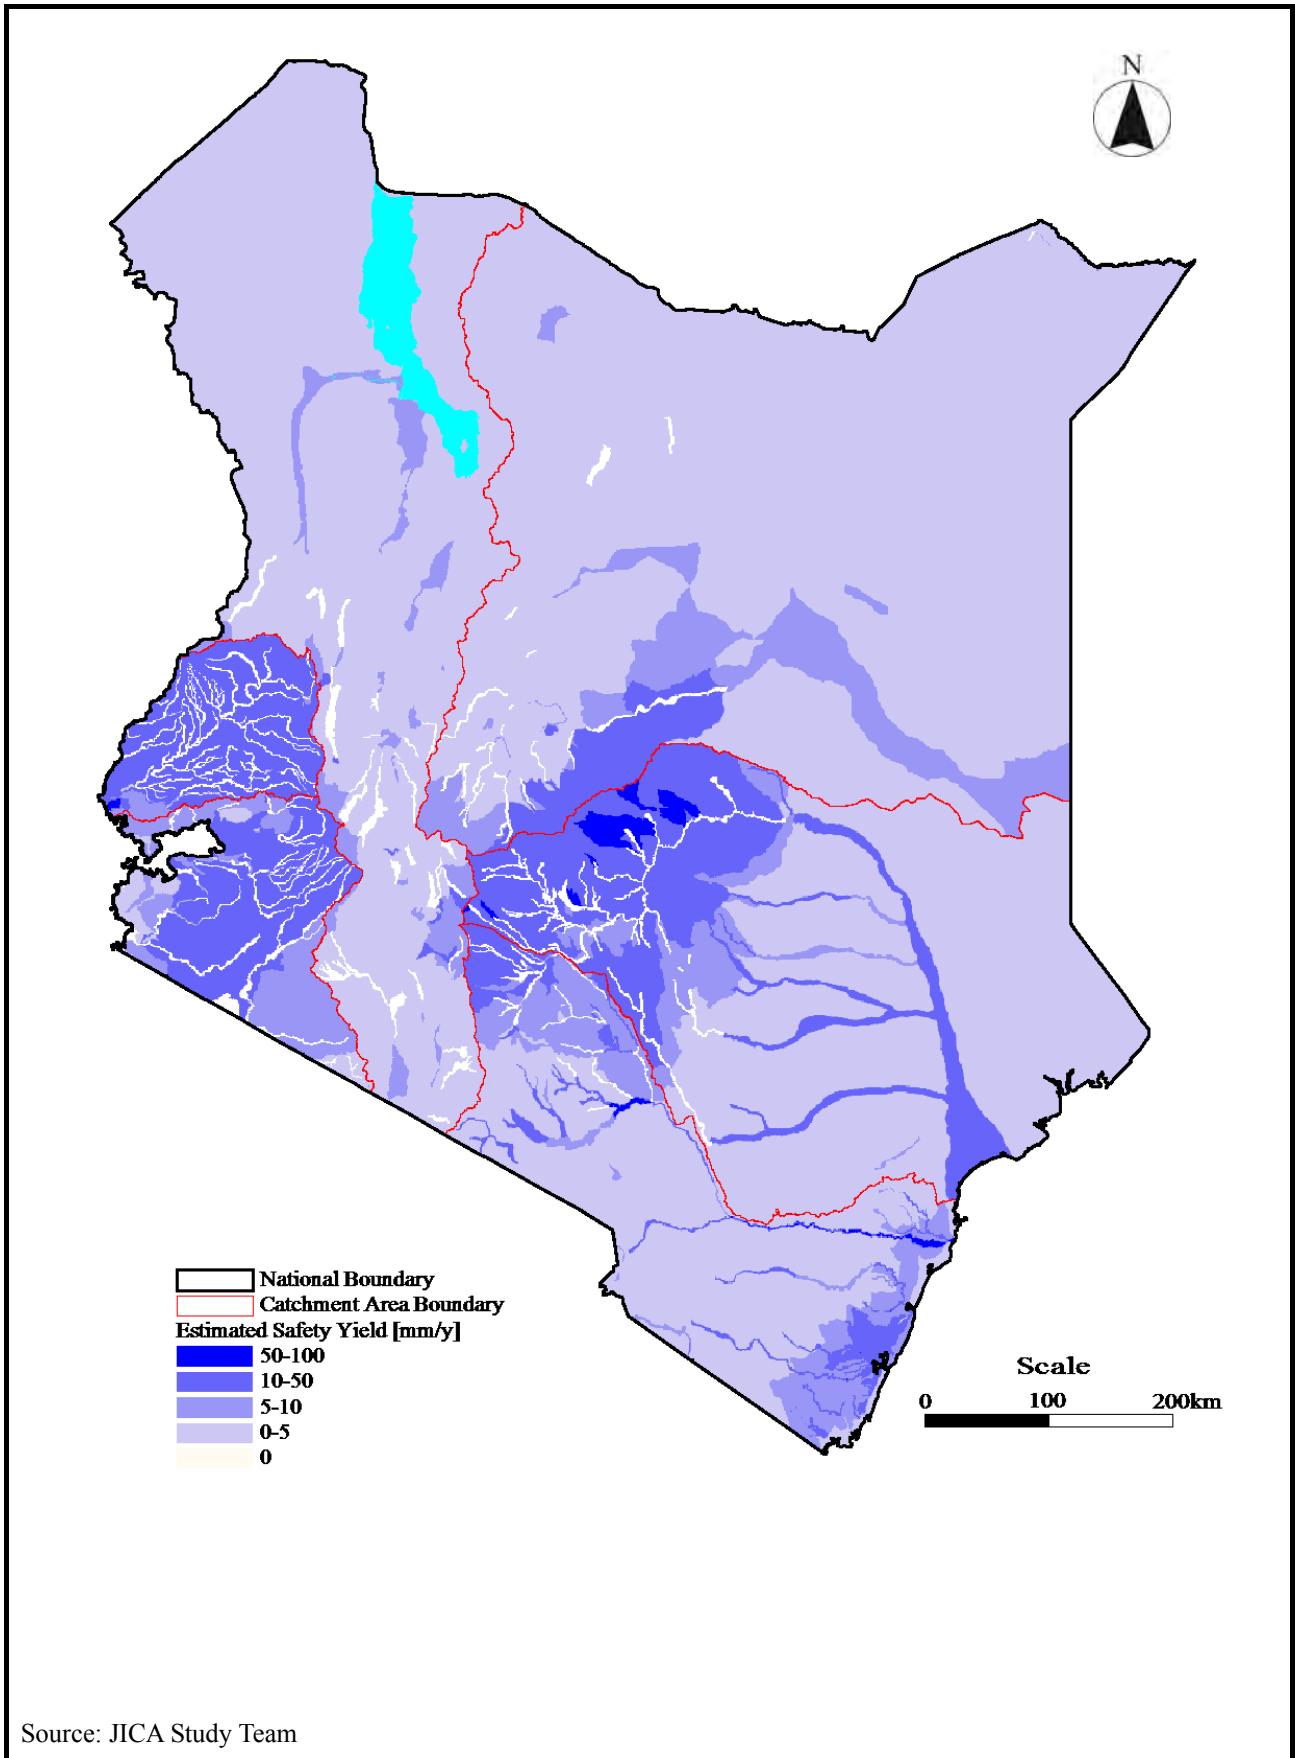 N
National Boundary
Catchment Area Boundary
Estimated Safety Yield [mm/y]
50-100
10-50
5-10
0-5
0
Scale
0 100 200km
Source: JICA Study Team